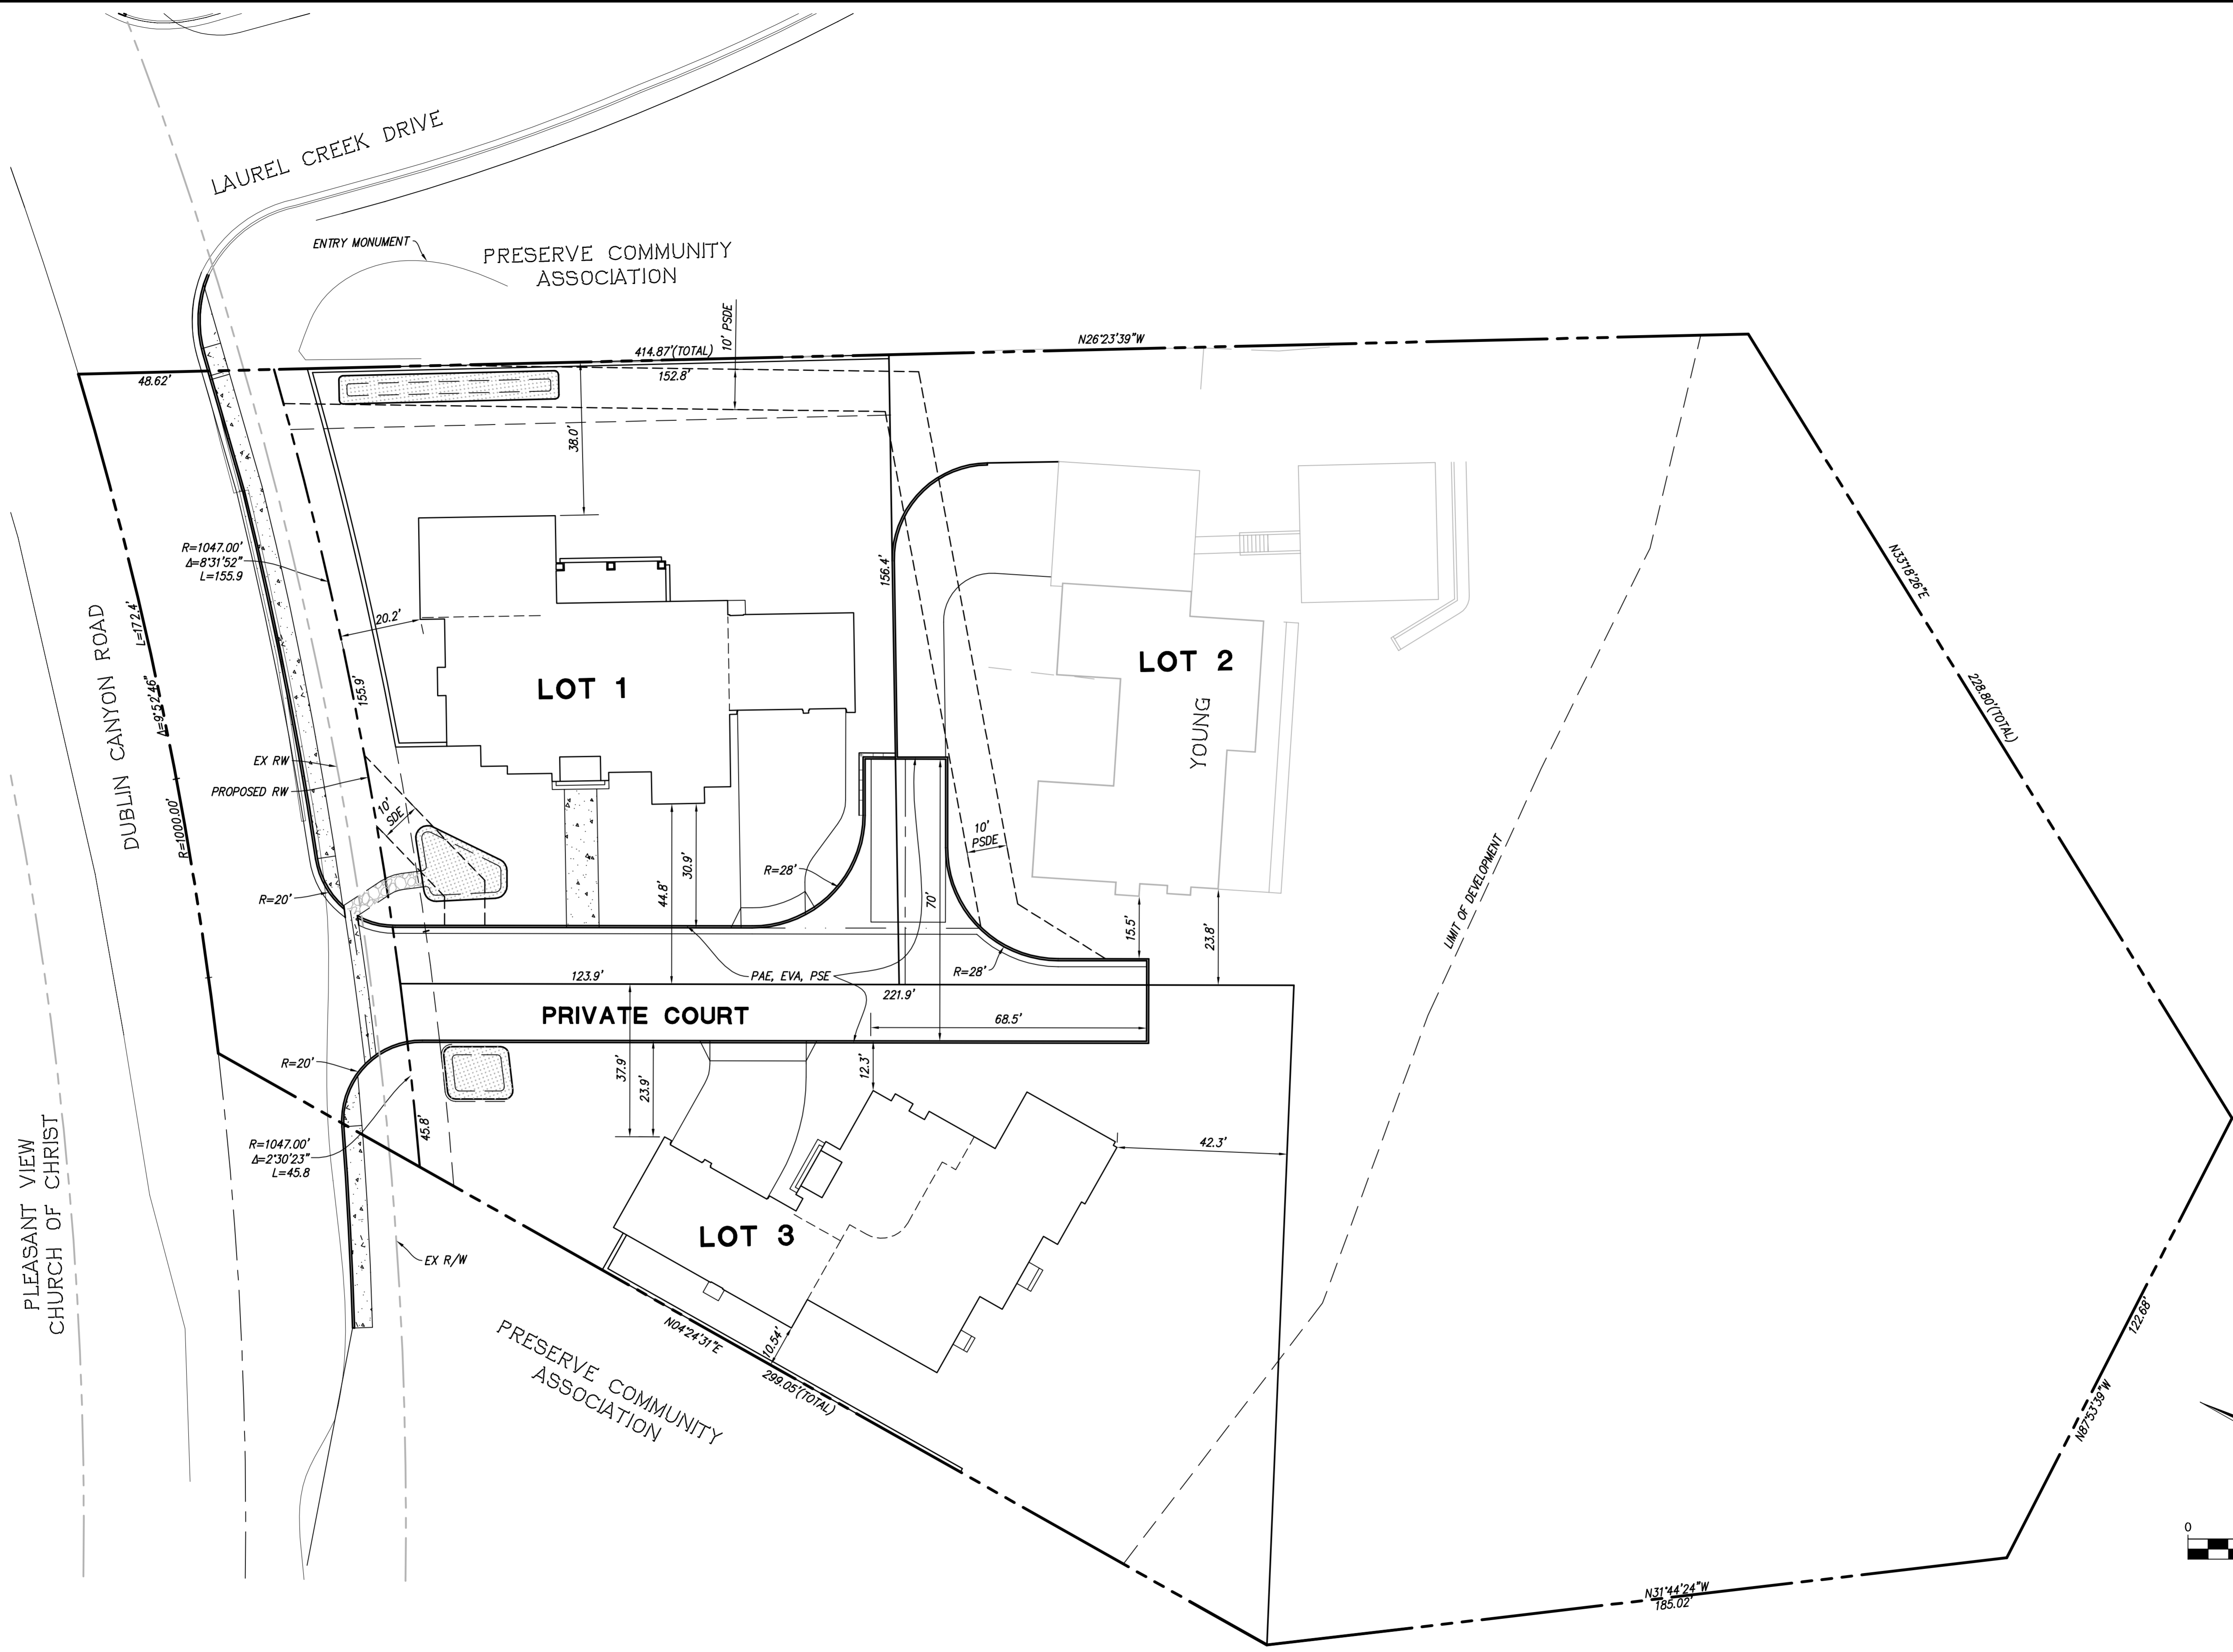 LAUREL CREEK DRIVE
ENTRY MONUMENT
PRESERVE COMMUNITY
ASSOCIATION
10' PSDE
N26°23'39"W
414.87'(TOTAL)
48.62'
152.8'
38.0'
R=1047.00'
Δ=8°31'52"
L=155.9
156.4'
N33°18'26"E
228.80'(TOTAL)
DUBLIN CANYON ROAD
L=172.4'
Δ=9°52'46"
R=1000.00'
20.2'
155.9'
LOT 1
LOT 2
YOUNG
EX RW
PROPOSED RW
10'
SDE
R=20'
R=28'
30.9'
44.8'
70'
10'
PSDE
15.5'
23.8'
LIMIT OF DEVELOPMENT
123.9'
PAE, EVA, PSE
R=28'
221.9'
PRIVATE COURT
68.5'
R=20'
37.9'
23.9'
12.3'
R=1047.00'
Δ=2°30'23"
L=45.8
45.8'
42.3'
PLEASANT VIEW
CHURCH OF CHRIST
LOT 3
EX R/W
N04°24'31"E
10.54'
299.05'(TOTAL)
PRESERVE COMMUNITY
ASSOCIATION
122.68'
N87°53'39"W
0
N31°44'24"W
185.02'